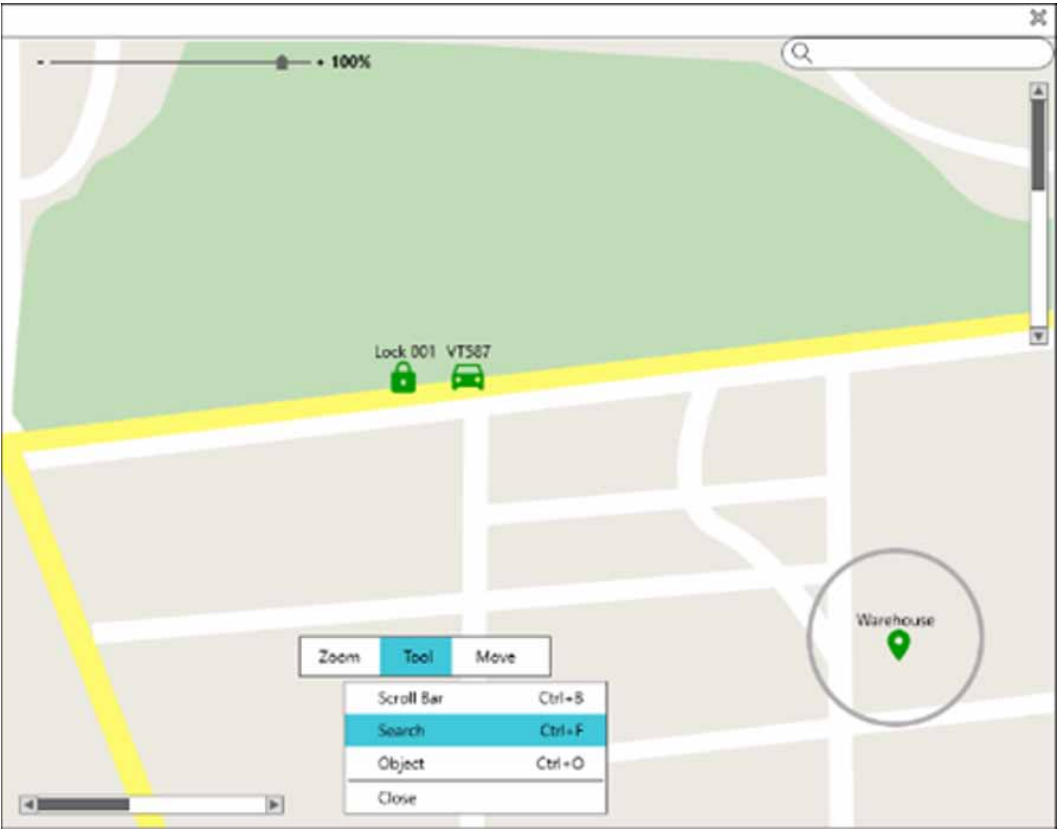 - + 100%
Lock 001 VT587
Warehouse
Zoom Tool Move
Scroll Bar Ctrl+B
Search Ctrl+F
Object Ctrl+O
Close